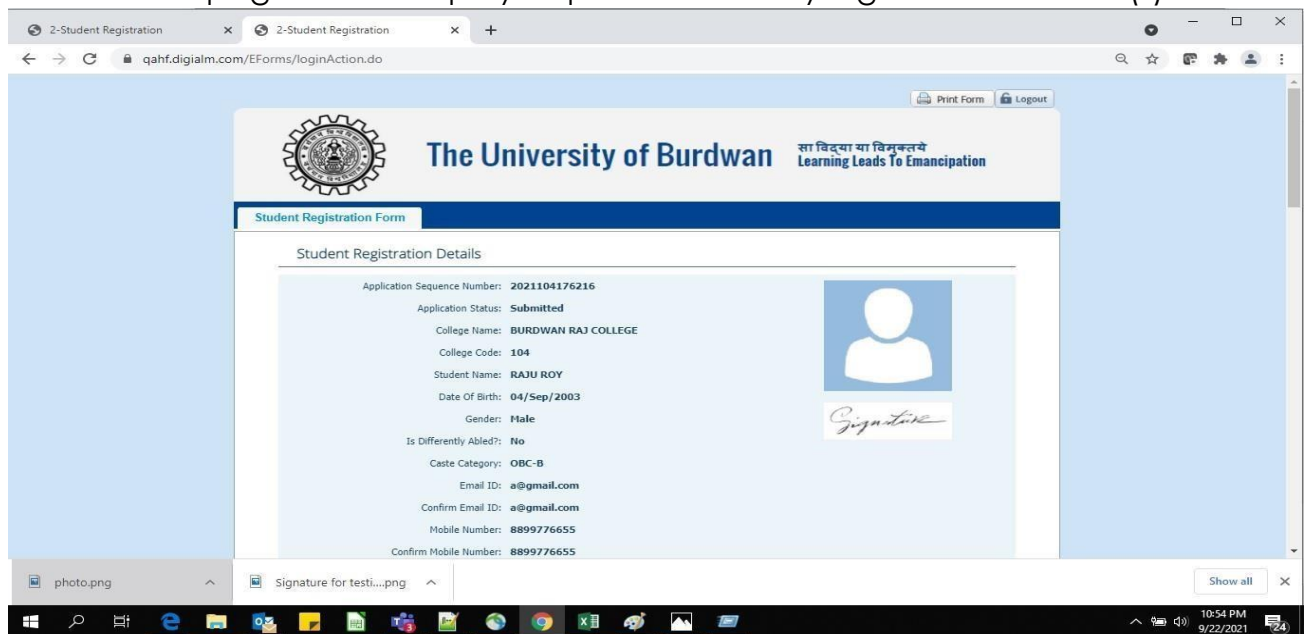 2-Student Registration
2-Student Registration
qahf.digialm.com/EForms/loginAction.do
Print Form
Logout
The University of Burdwan
सा विद्या या विमुक्तये
Learning Leads To Emancipation
Student Registration Form
Student Registration Details
Application Sequence Number: 2021104176216
Application Status: Submitted
College Name: BURDWAN RAJ COLLEGE
College Code: 104
Student Name: RAJU ROY
Date Of Birth: 04/Sep/2003
Gender: Male
Signature
Is Differently Abled?: No
Caste Category: OBC-B
Email ID: a@gmail.com
Confirm Email ID: a@gmail.com
Mobile Number: 8899776655
Confirm Mobile Number: 8899776655
photo.png
Signature for testi....png
Show all
10:54 PM
9/22/2021
24